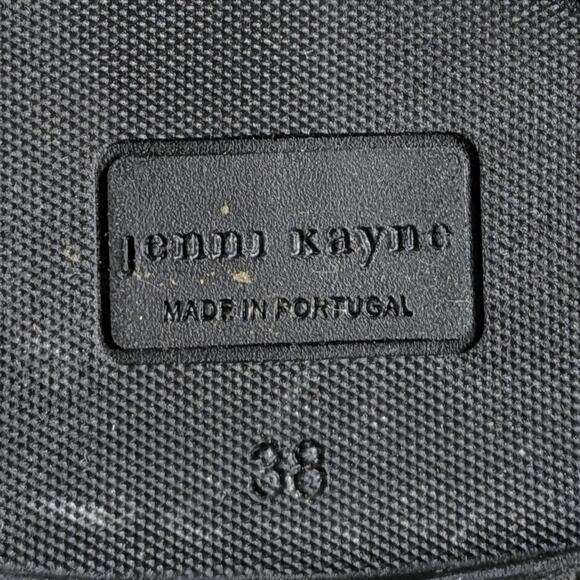 jenni kayne
MADE IN PORTUGAL
38